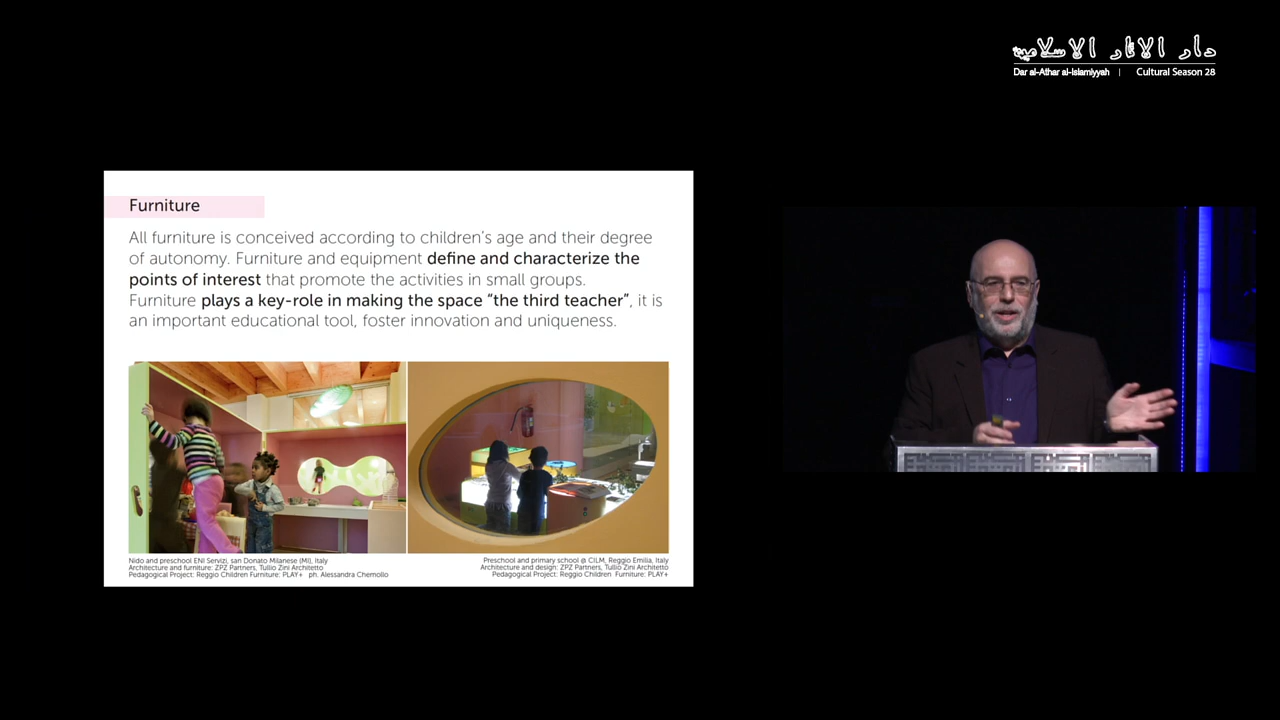 دار الآثار الاسلامية
Dar al-Athar al-Islamiyyah | Cultural Season 28
Furniture
All furniture is conceived according to children's age and their degree
of autonomy. Furniture and equipment define and characterize the
points of interest that promote the activities in small groups.
Furniture plays a key-role in making the space "the third teacher", it is
an important educational tool, foster innovation and uniqueness.
Nido and preschool ENI Servizi, san Donato Milanese (MI), Italy
Architecture and furniture: ZPZ Partners, Tullio Zini Architetto
Pedagogical Project: Reggio Children Furniture: PLAY+ ph. Alessandra Chemollo
Preschool and primary school @ CILM, Reggio Emilia, Italy
Architecture and design: ZPZ Partners, Tullio Zini Architetto
Pedagogical Project: Reggio Children Furniture: PLAY+